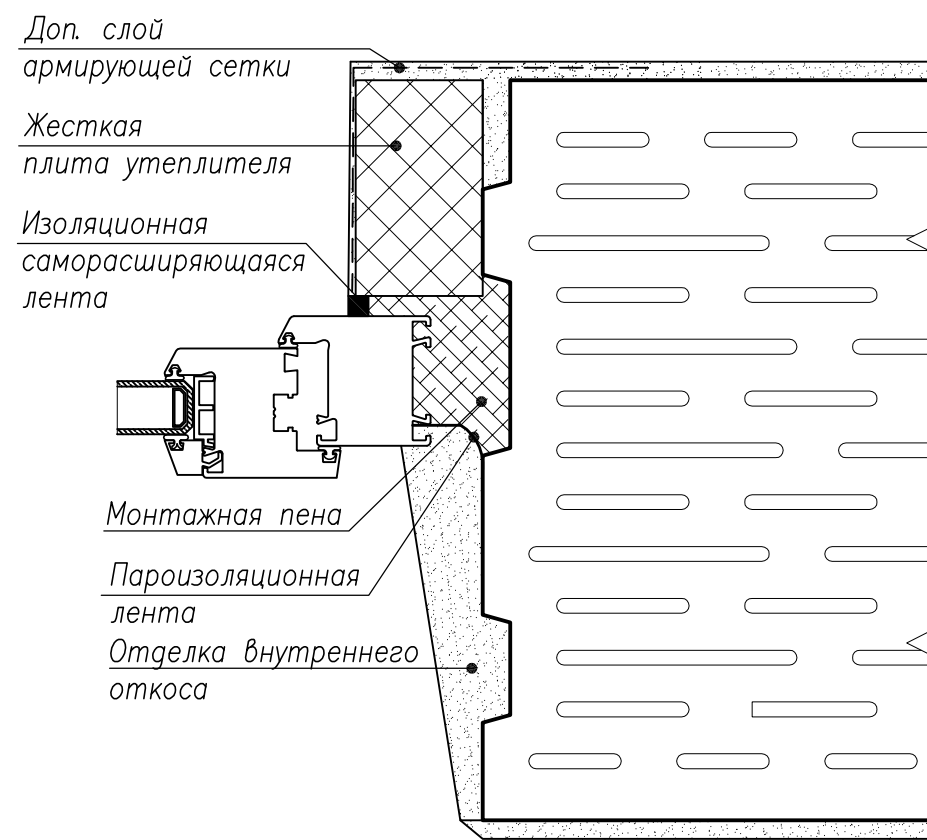 Доп. слой
армирующей сетки
Жесткая
плита утеплителя
Изоляционная
саморасширяющаяся
лента
Монтажная пена
Пароизоляционная
лента
Отделка внутреннего
откоса